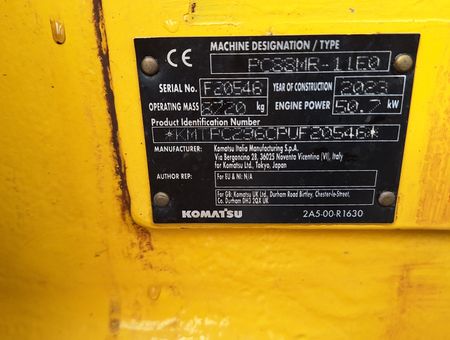 CE
MACHINE DESIGNATION / TYPE
PC88MR-11E0
SERIAL No. F20546 YEAR OF CONSTRUCTION 2023
OPERATING MASS 8720 kg ENGINE POWER 50.7 kW
Product Identification Number
*KMTPC296CPUF20546*
MANUFACTURER: Komatsu Italia Manufacturing S.p.A.
Via Bergoncino 28, 36025 Noventa Vicentina (VI), Italy
for Komatsu Ltd., Tokyo, Japan
AUTHOR REP: For EU & NI: N/A
For GB: Komatsu UK Ltd., Durham Road Birtley, Chester-le-Street,
Co. Durham DH3 2QX UK
KOMATSU 2A5-00-R1630